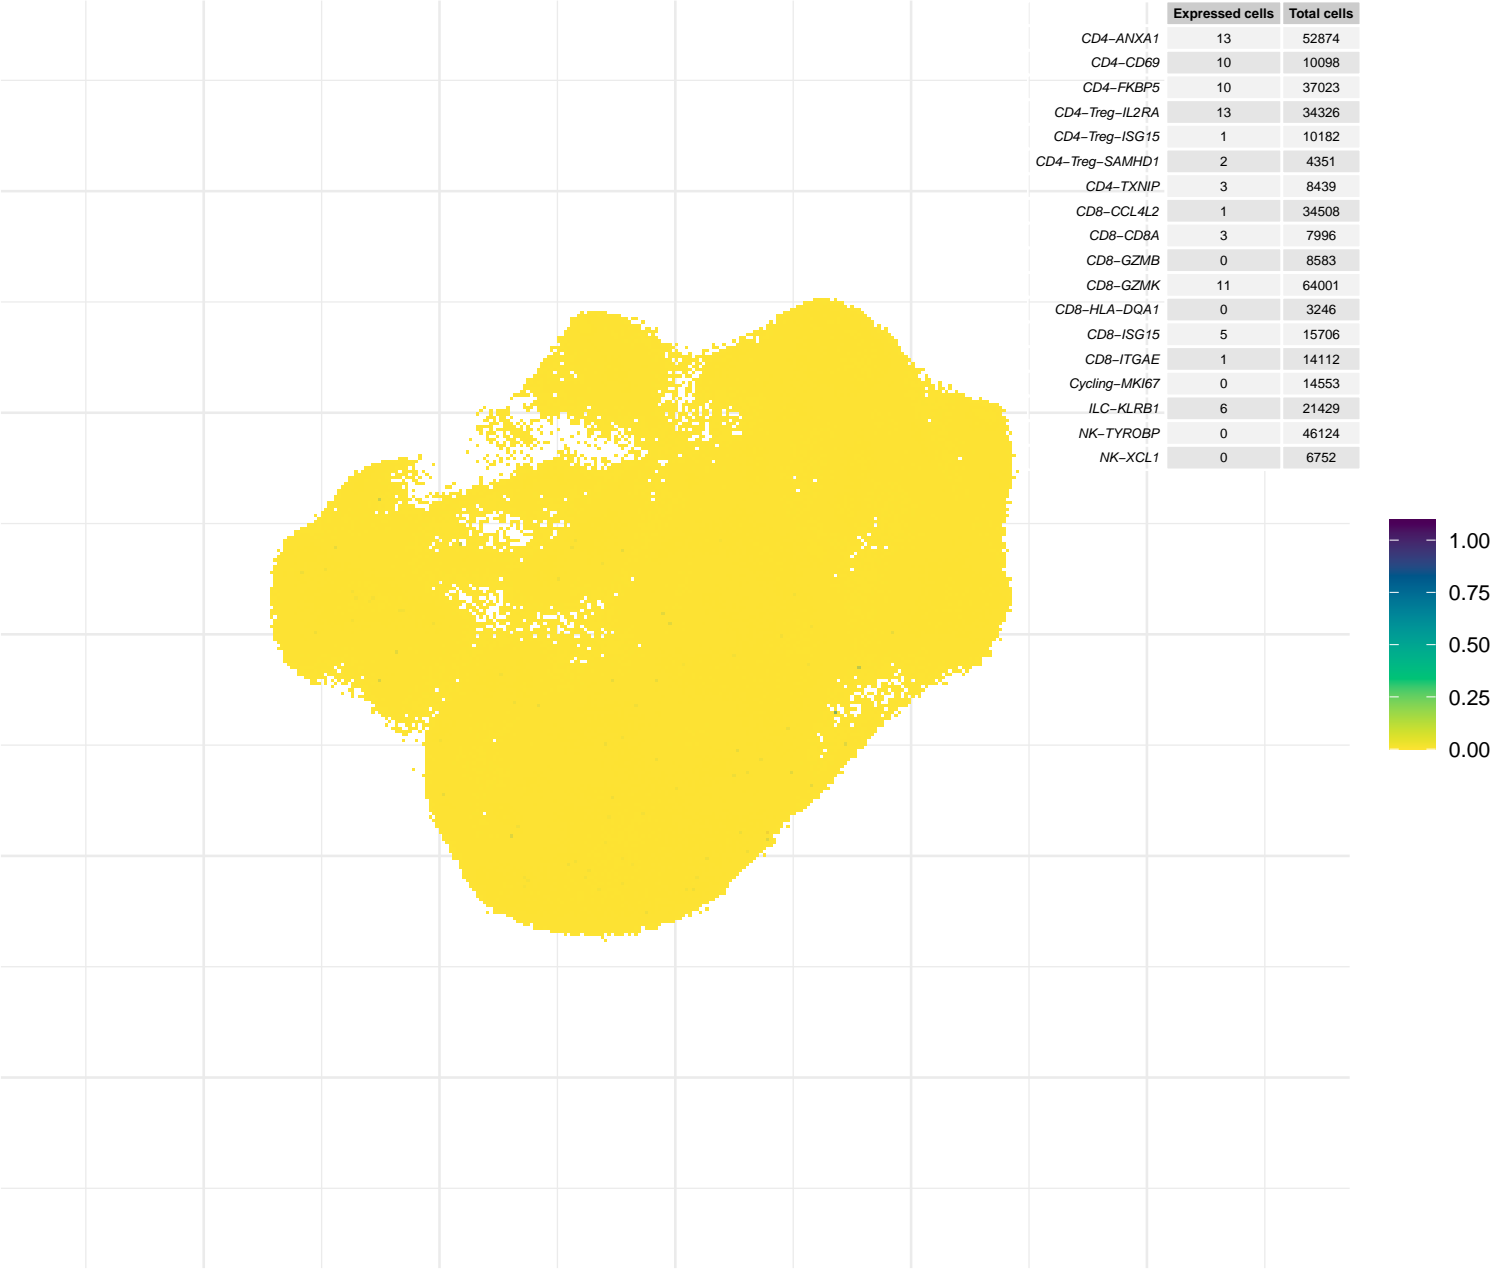 Expressed cells Total cells
CD4−ANXA1 13 52874
CD4−CD69 10 10098
CD4−FKBP5 10 37023
CD4−Treg−IL2RA 13 34326
CD4−Treg−ISG15 1 10182
CD4−Treg−SAMHD1 2 4351
CD4−TXNIP 3 8439
CD8−CCL4L2 1 34508
CD8−CD8A 3 7996
CD8−GZMB 0 8583
CD8−GZMK 11 64001
CD8−HLA−DQA1 0 3246
CD8−ISG15 5 15706
CD8−ITGAE 1 14112
Cycling−MKI67 0 14553
ILC−KLRB1 6 21429
NK−TYROBP 0 46124
NK−XCL1 0 6752
1.00
0.75
0.50
0.25
0.00